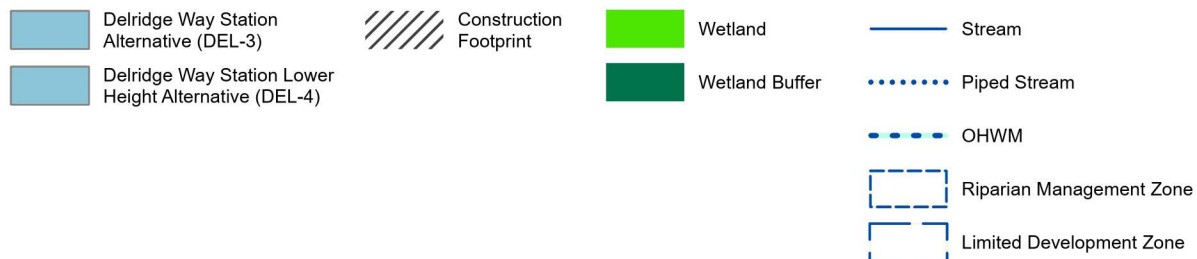 Delridge Way Station
Alternative (DEL-3)
Delridge Way Station Lower
Height Alternative (DEL-4)
Construction
Footprint
Wetland
Wetland Buffer
Stream
Piped Stream
OHWM
Riparian Management Zone
Limited Development Zone